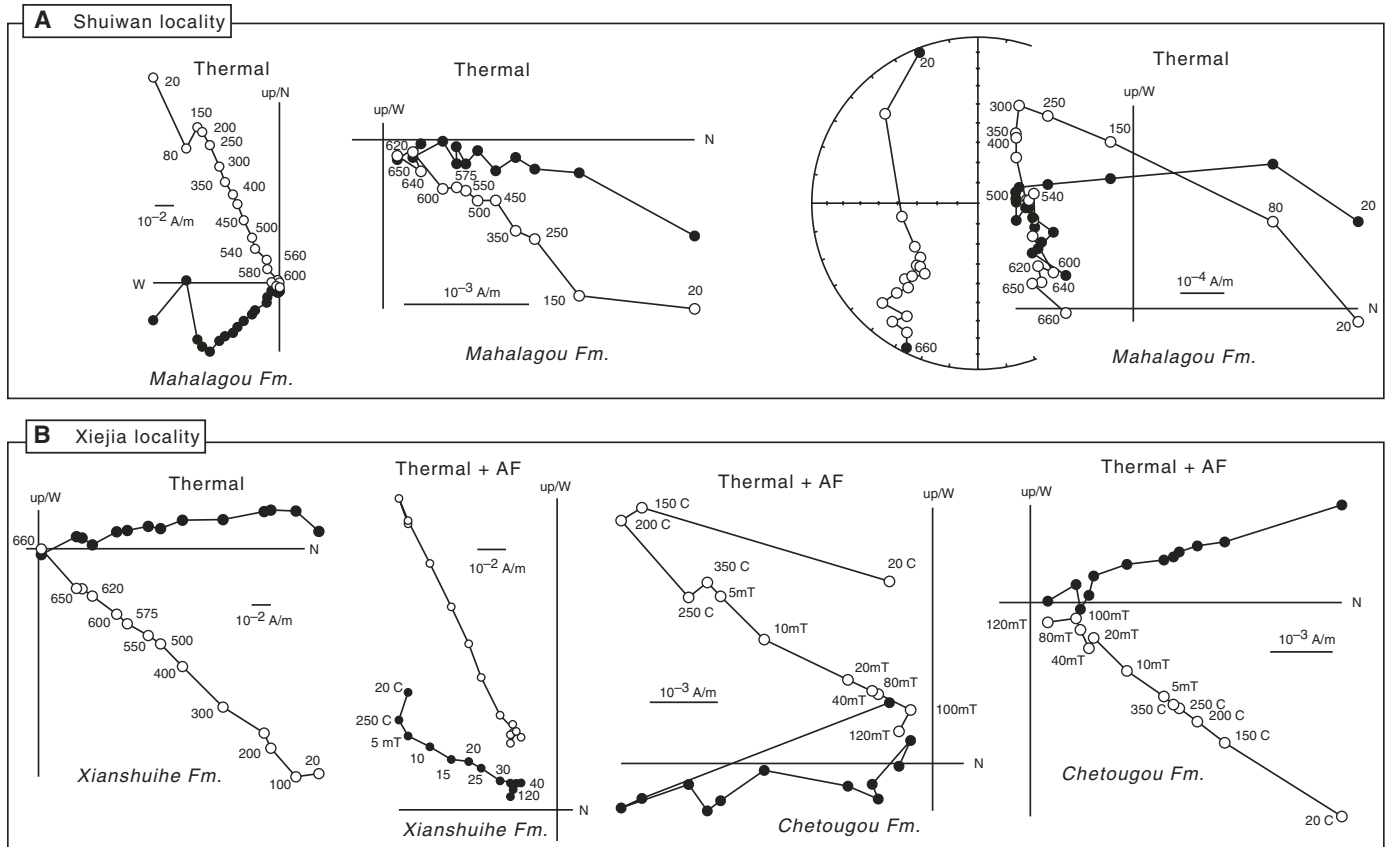 A Shuiwan locality
Thermal
up/N
20
80
150
200
250
300
350
400
450
500
540
560
580
600
10⁻² A/m
W
Mahalagou Fm.
Thermal
up/W
N
620
650
640
600
575
550
500
450
350
250
150
20
10⁻³ A/m
Mahalagou Fm.
20
660
Thermal
up/W
300
250
350
400
150
500
540
80
20
620
600
650
640
660
10⁻⁴ A/m
N
20
Mahalagou Fm.
B Xiejia locality
Thermal
up/W
660
N
650
620
600
575
550
500
400
300
200
100
20
10⁻² A/m
Xianshuihe Fm.
Thermal + AF
up/W
10⁻² A/m
20 C
250 C
5 mT
10
15
20
25
30
40
120
N
Xianshuihe Fm.
Thermal + AF
up/W
150 C
200 C
20 C
350 C
250 C
5mT
10mT
20mT
80mT
40mT
100mT
120mT
10⁻³ A/m
N
Chetougou Fm.
Thermal + AF
up/W
N
120mT
100mT
80mT
20mT
40mT
10mT
5mT
350 C
250 C
200 C
150 C
20 C
10⁻³ A/m
Chetougou Fm.